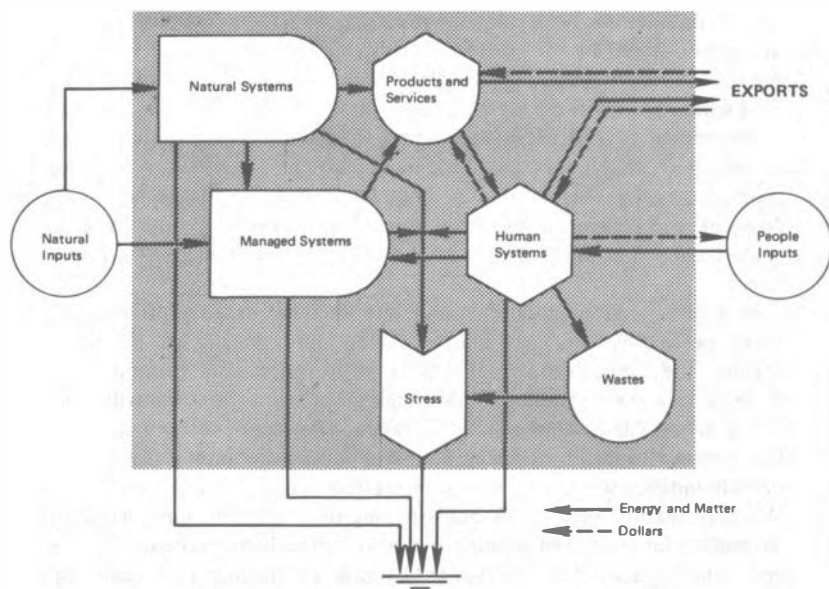 Natural Systems
Products and
Services
EXPORTS
Natural
Inputs
Managed Systems
Human
Systems
People
Inputs
Stress
Wastes
Energy and Matter
Dollars